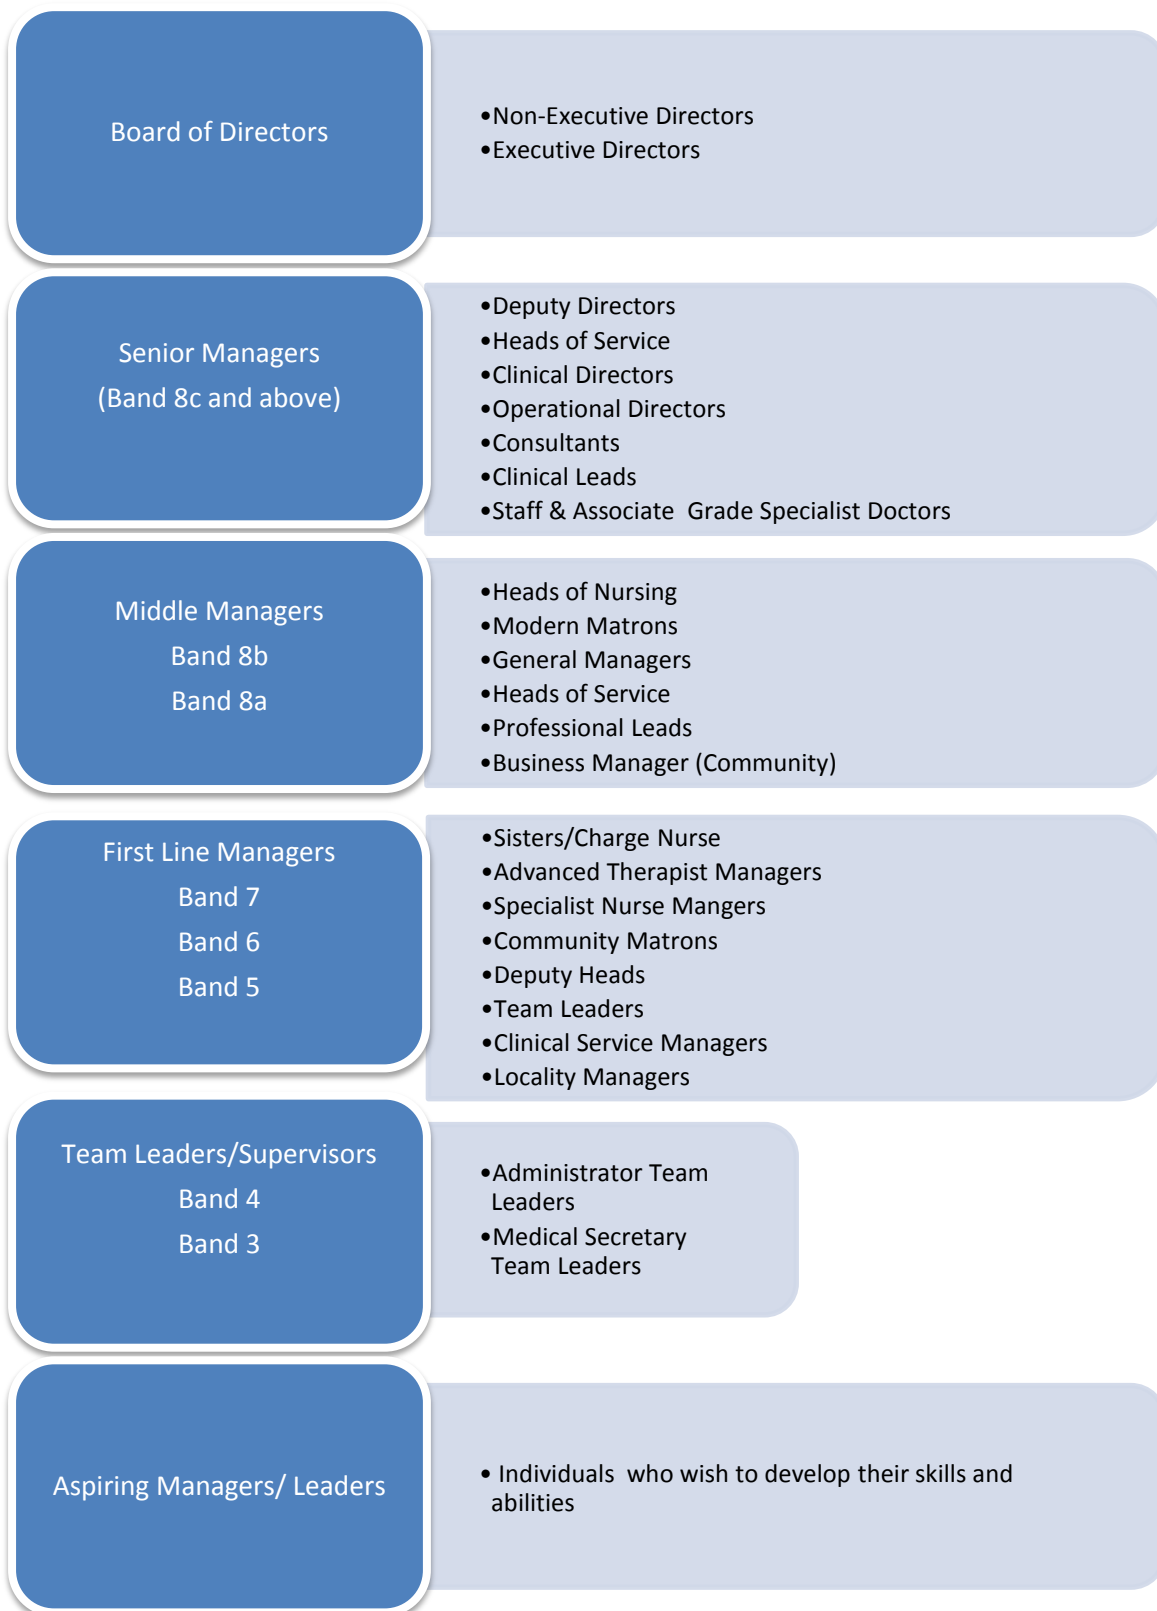 Board of Directors
•Non-Executive Directors
•Executive Directors
Senior Managers
(Band 8c and above)
•Deputy Directors
•Heads of Service
•Clinical Directors
•Operational Directors
•Consultants
•Clinical Leads
•Staff & Associate  Grade Specialist Doctors
Middle Managers
Band 8b
Band 8a
•Heads of Nursing
•Modern Matrons
•General Managers
•Heads of Service
•Professional Leads
•Business Manager (Community)
First Line Managers
Band 7
Band 6
Band 5
•Sisters/Charge Nurse
•Advanced Therapist Managers
•Specialist Nurse Mangers
•Community Matrons
•Deputy Heads
•Team Leaders
•Clinical Service Managers
•Locality Managers
Team Leaders/Supervisors
Band 4
Band 3
•Administrator Team
Leaders
•Medical Secretary
Team Leaders
Aspiring Managers/ Leaders
• Individuals  who wish to develop their skills and
abilities